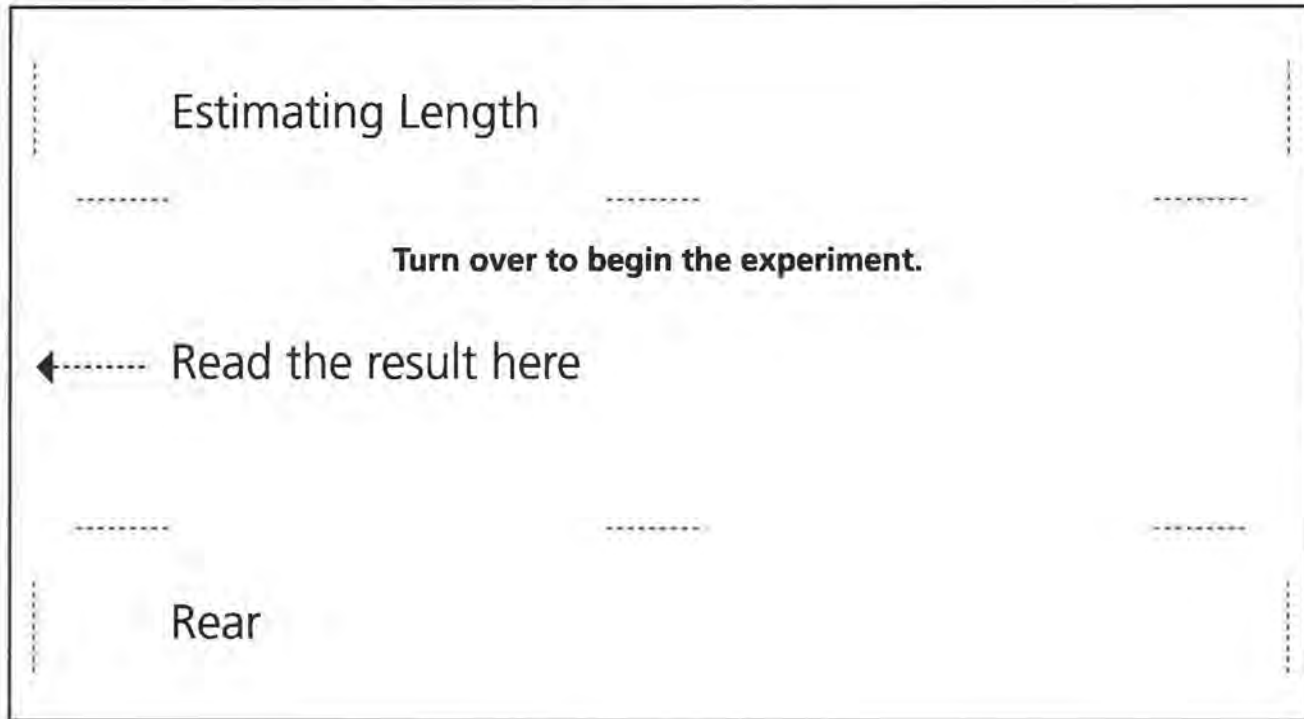 Estimating Length
Turn over to begin the experiment.
Read the result here
Rear